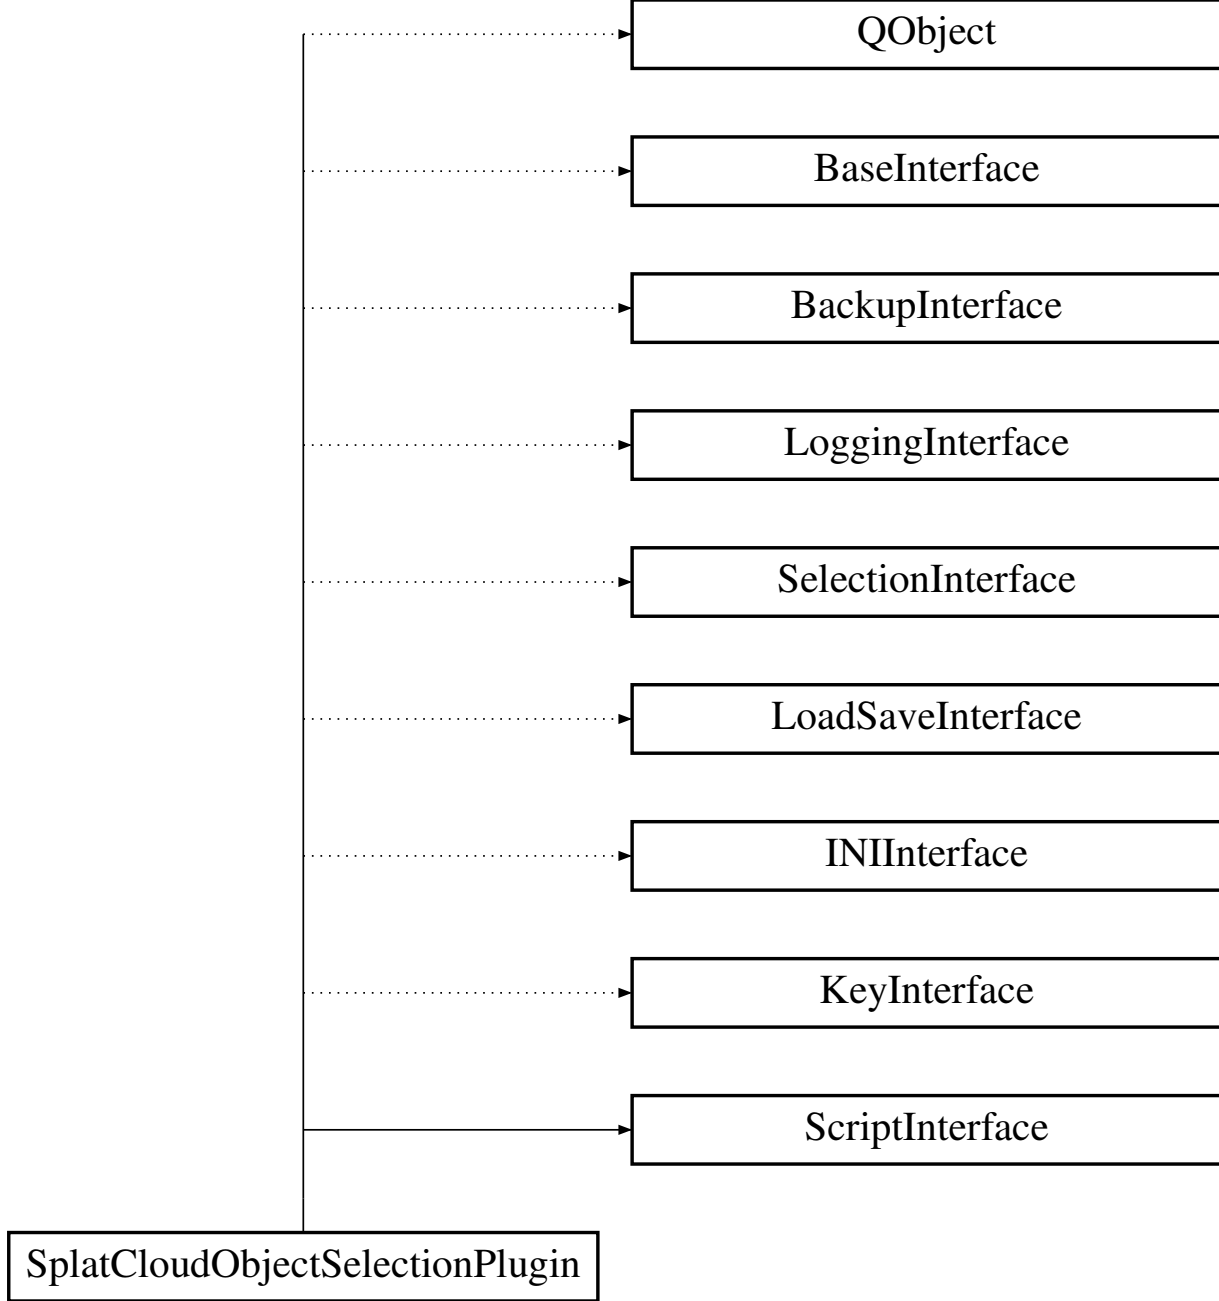 QObject
BaseInterface
BackupInterface
LoggingInterface
SelectionInterface
LoadSaveInterface
INIInterface
KeyInterface
ScriptInterface
SplatCloudObjectSelectionPlugin